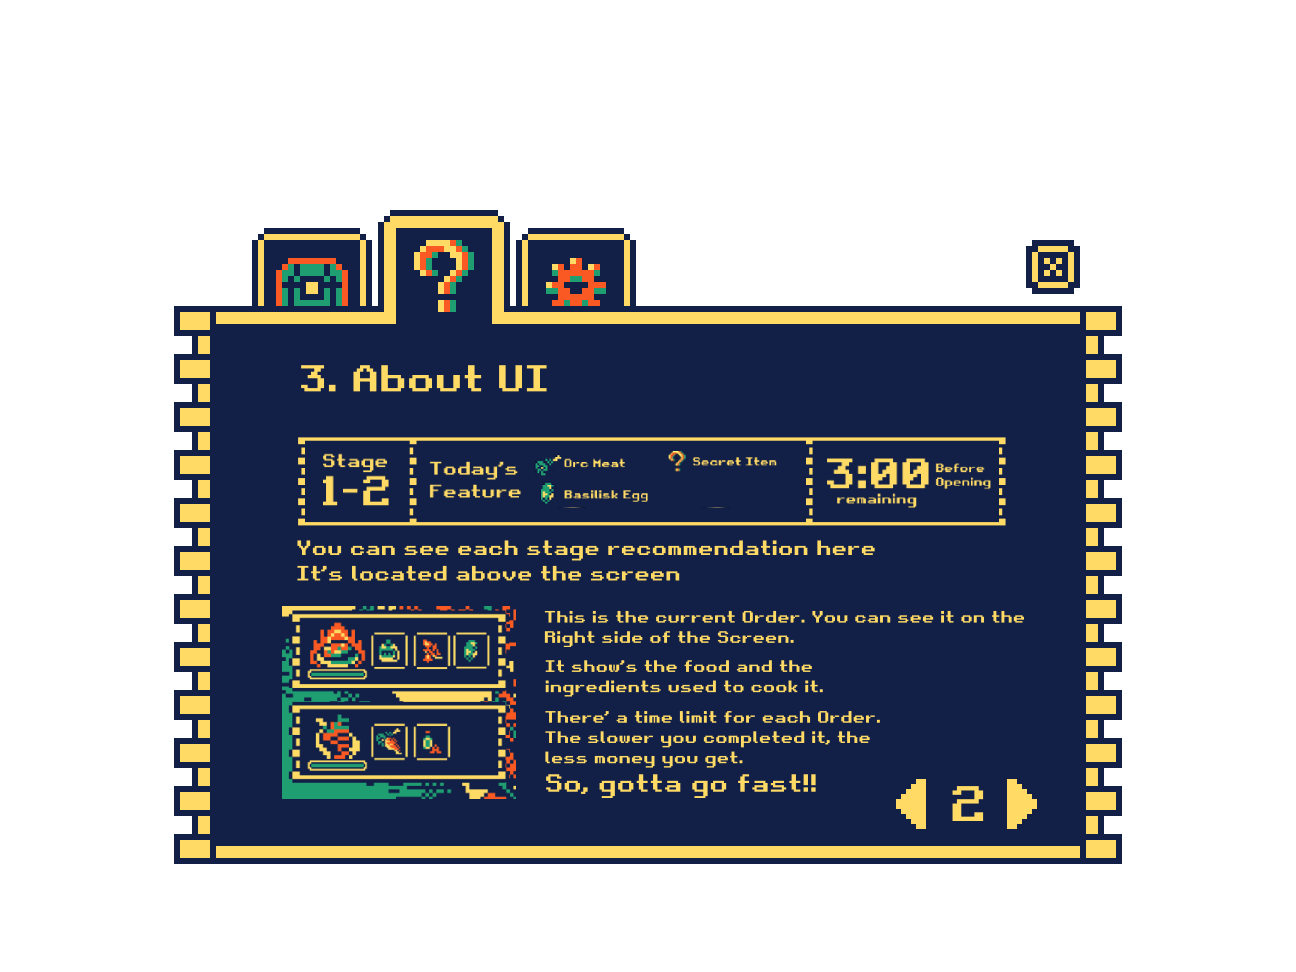 3. About UI
Stage
1-2
Today's
Feature
Orc Meat
Basilisk Egg
? Secret Item
3:00
Before
Opening
remaining
You can see each stage recommendation here
It's located above the screen
This is the current Order. You can see it on the
Right side of the Screen.
It show's the food and the
ingredients used to cook it.
There' a time limit for each Order.
The slower you completed it, the
less money you get.
So, gotta go fast!!
2